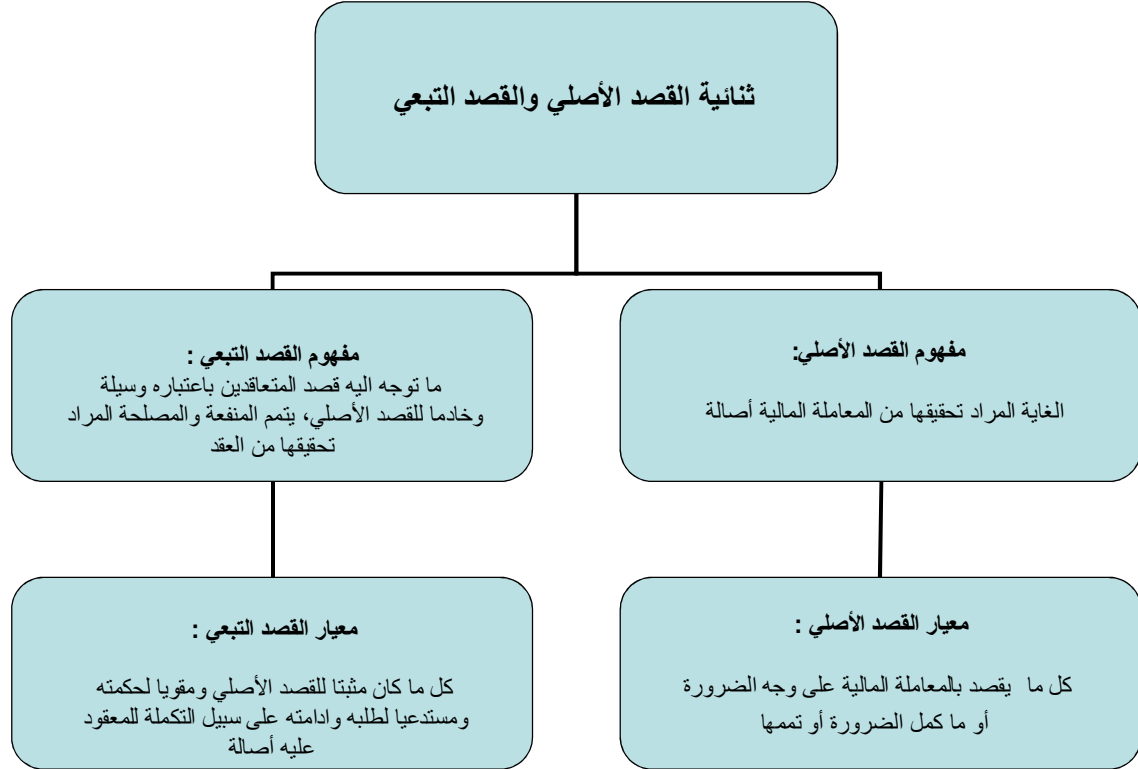 ثنائية القصد الأصلي والقصد التبعي
مفهوم القصد الأصلي:
الغاية المراد تحقيقها من المعاملة المالية أصالة
مفهوم القصد التبعي :
ما توجه اليه قصد المتعاقدين باعتباره وسيلة
وخادما للقصد الأصلي، يتمم المنفعة والمصلحة المراد
تحقيقها من العقد
معيار القصد الأصلي :
كل ما يقصد بالمعاملة المالية على وجه الضرورة
أو ما كمل الضرورة أو تممها
معيار القصد التبعي :
كل ما كان مثبتا للقصد الأصلي ومقويا لحكمته
ومستدعيا لطلبه وادامته على سبيل التكملة للمعقود
عليه أصالة